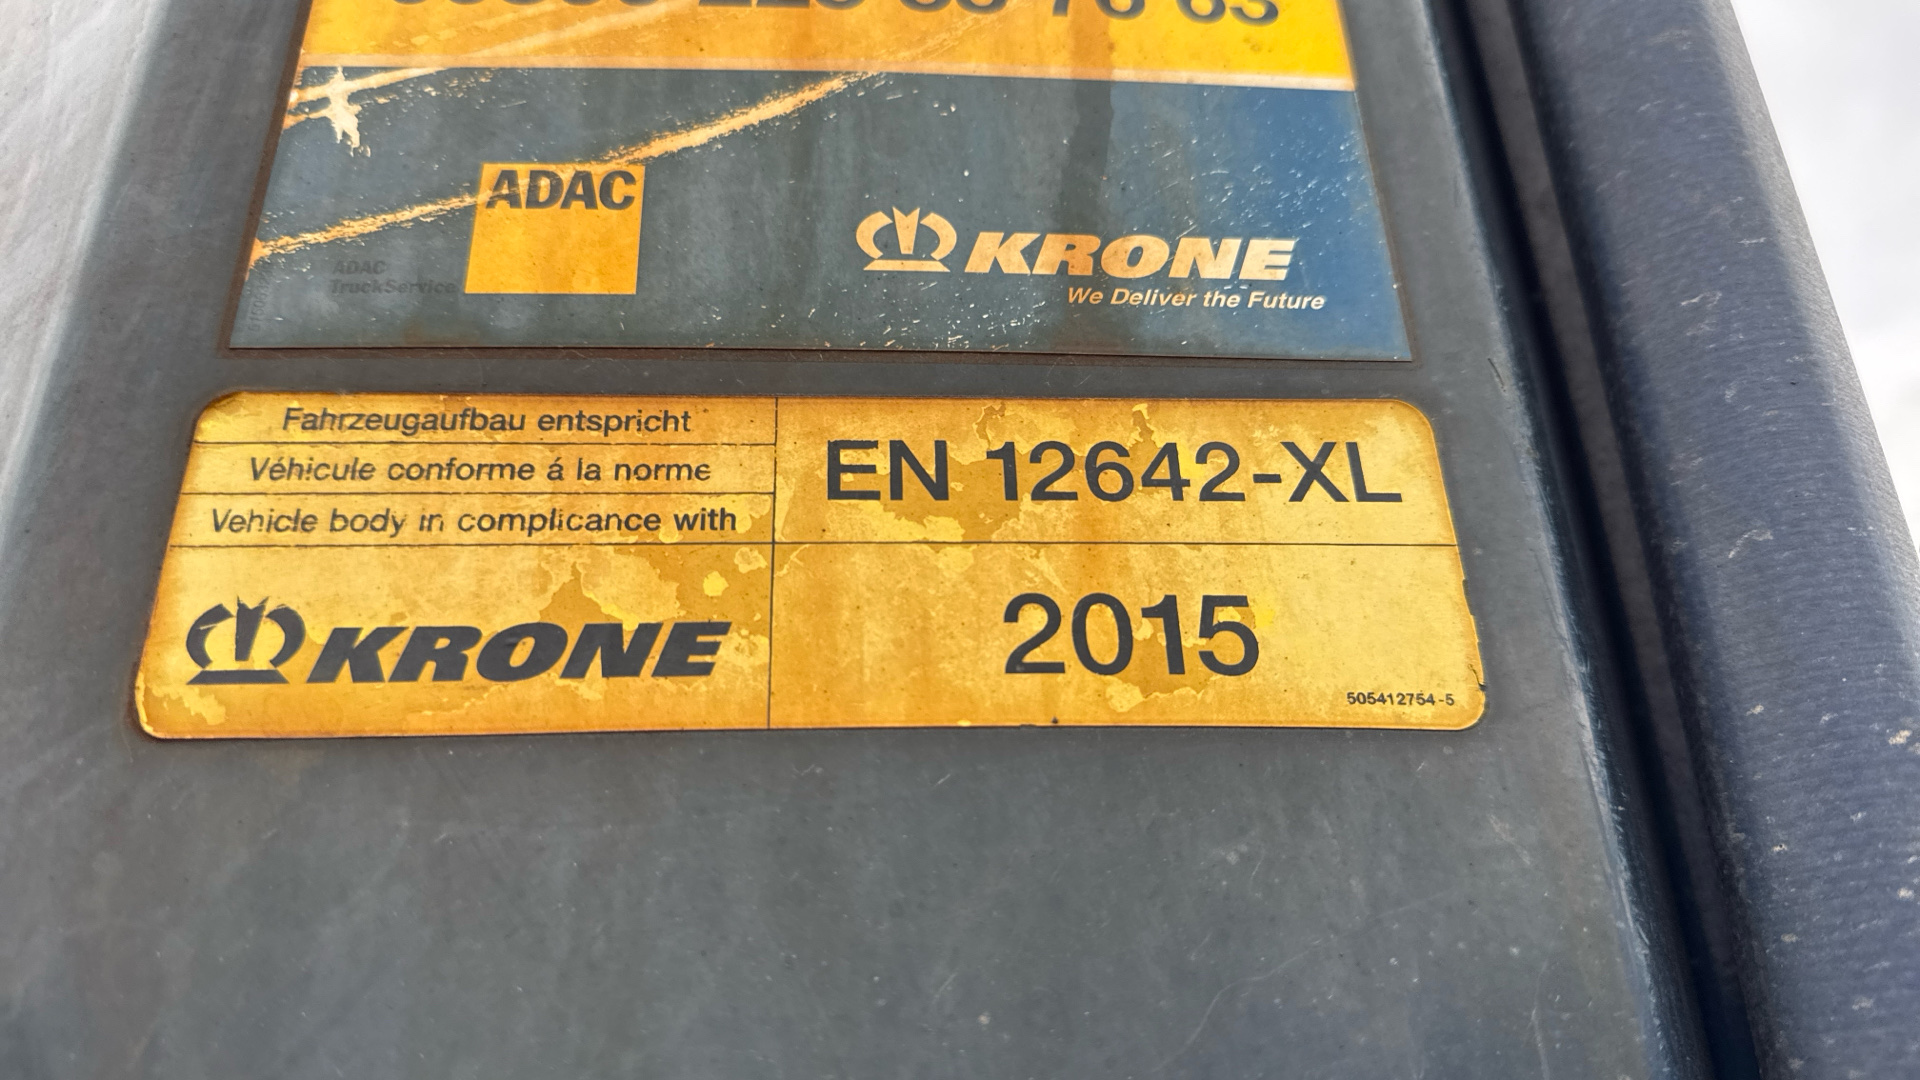 ADAC
KRONE
We Deliver the Future
ADAC
TruckService
Fahrzeugaufbau entspricht
Véhicule conforme á la norme
Vehicle body in complicance with
EN 12642-XL
KRONE
2015
505412754-5